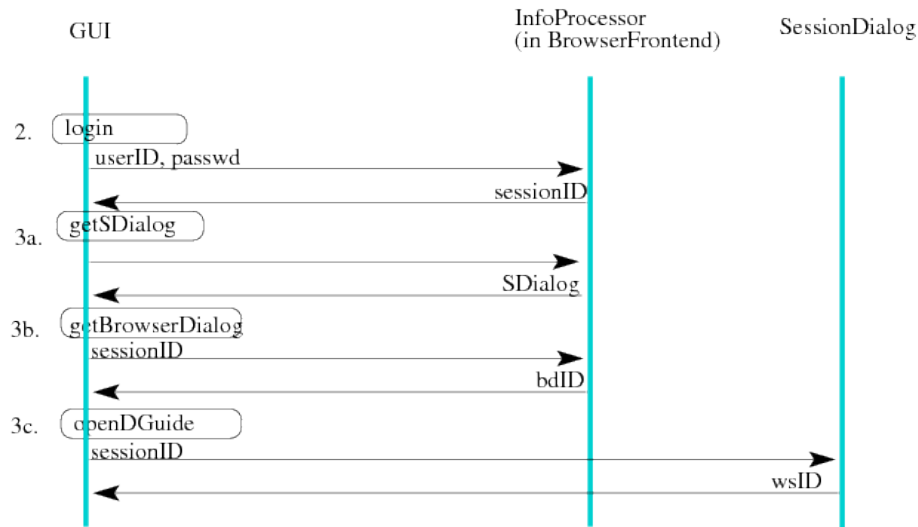 GUI
InfoProcessor
(in BrowserFrontend)
SessionDialog
2.
login
userID, passwd
sessionID
3a.
getSDialog
SDialog
3b.
getBrowserDialog
sessionID
bdID
3c.
openDGuide
sessionID
wsID